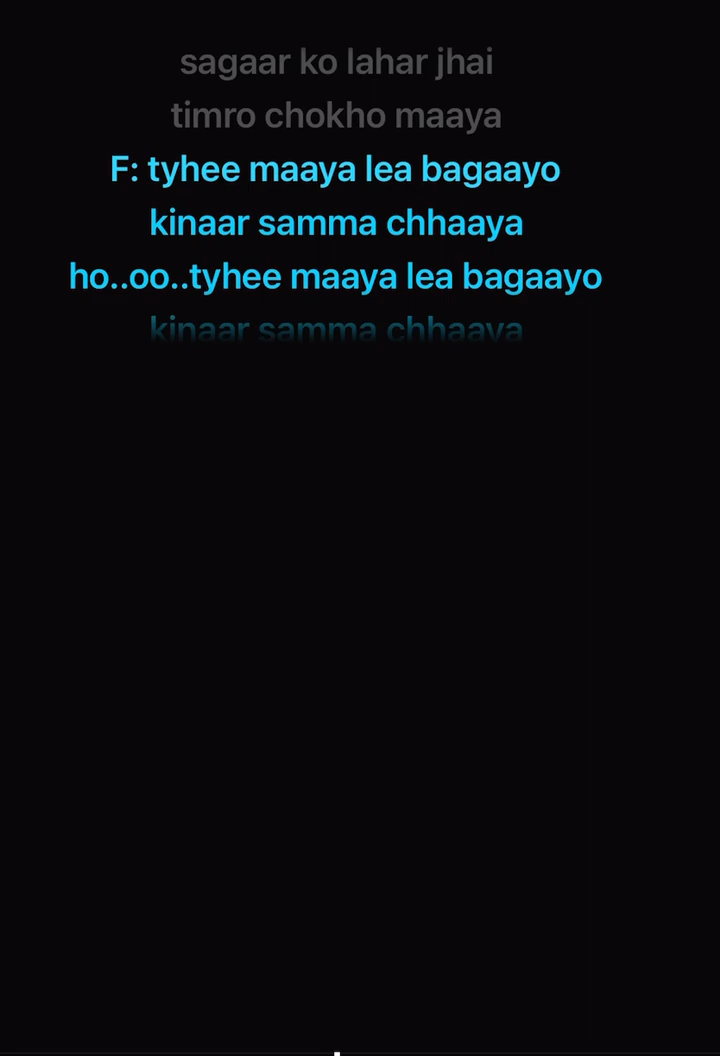 sagaar ko lahar jhai
timro chokho maaya
F: tyhee maaya lea bagaayo
kinaar samma chhaaya
ho..oo..tyhee maaya lea bagaayo
kinaar samma chhaaya